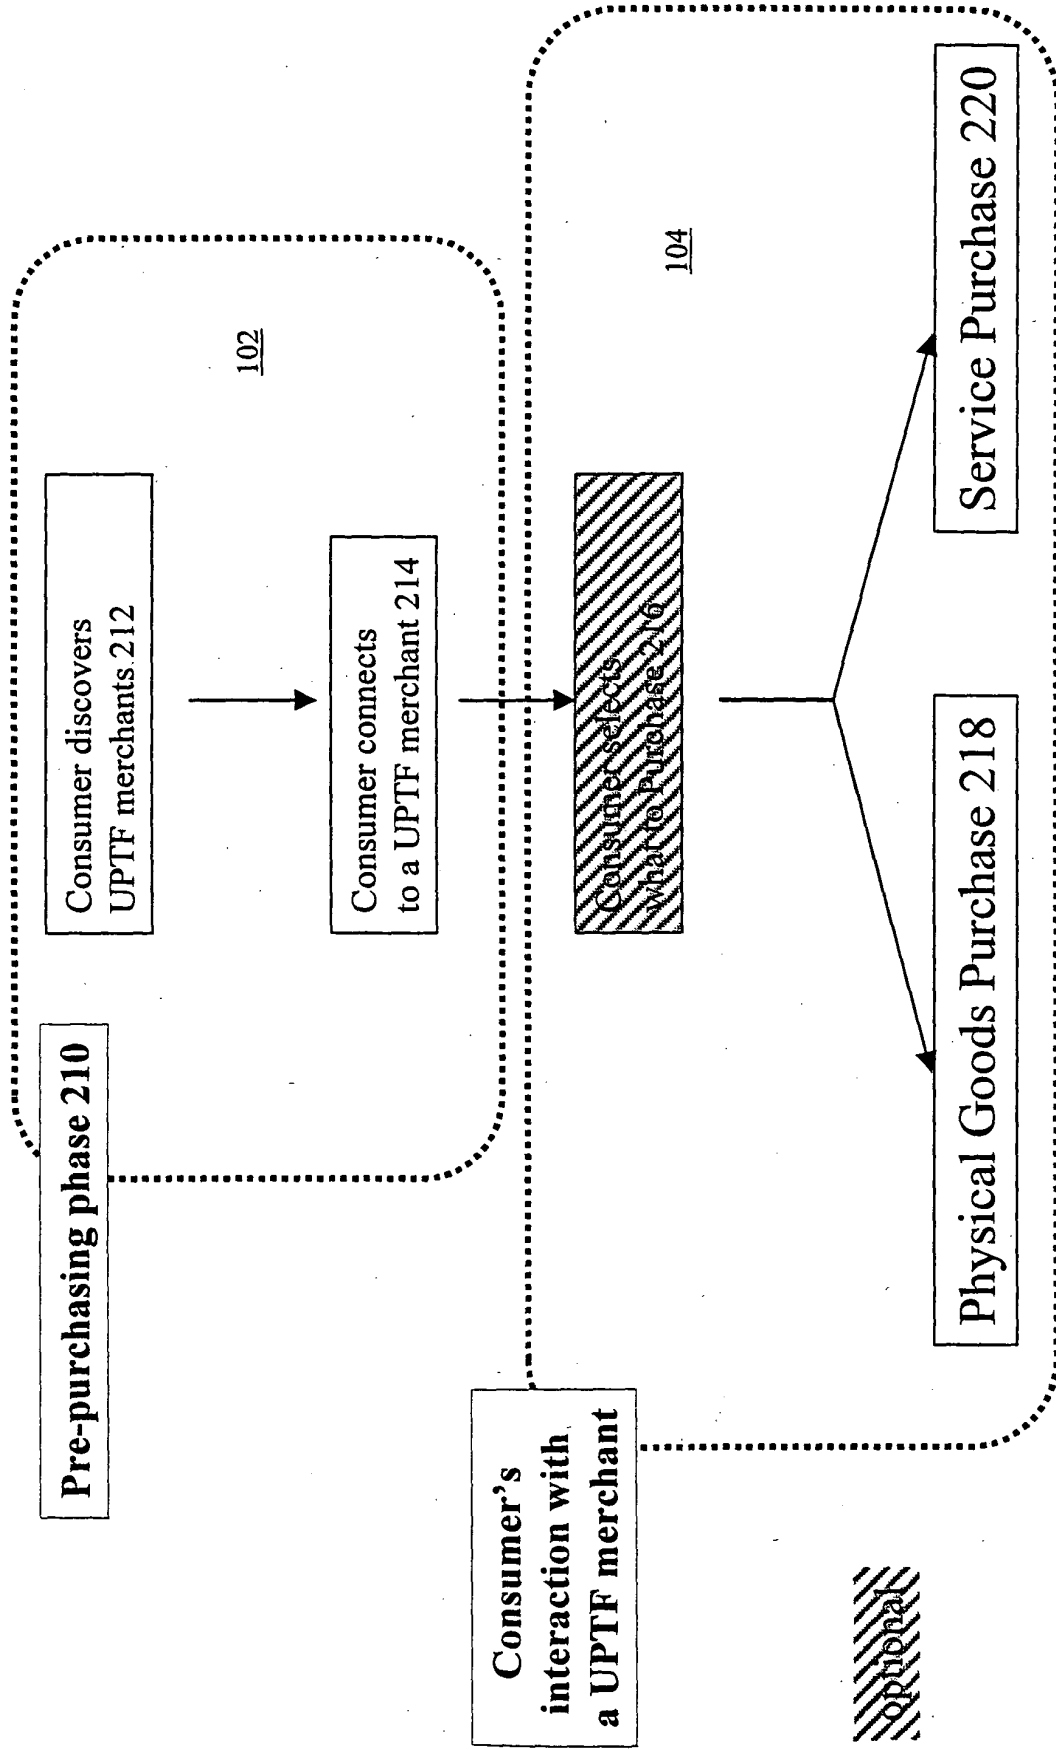 Pre-purchasing phase 210
Consumer discovers
UPTF merchants 212
102
Consumer connects
to a UPTF merchant 214
Consumer's
interaction with
a UPTF merchant
104
Consumer selects
what to Purchase 216
Physical Goods Purchase 218
Service Purchase 220
optional